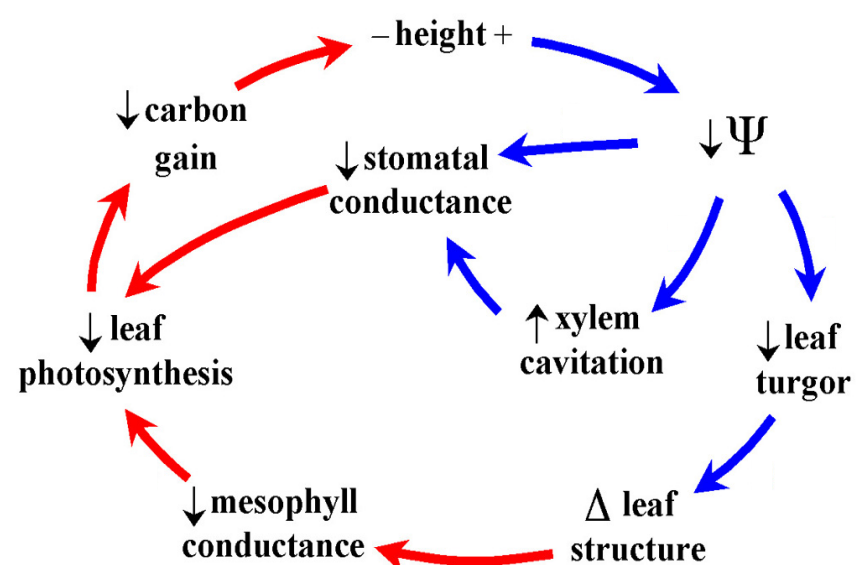 – height +
↓ carbon
gain
↓ stomatal
conductance
↓ Ψ
↑ xylem
cavitation
↓ leaf
turgor
↓ leaf
photosynthesis
↓ mesophyll
conductance
Δ leaf
structure